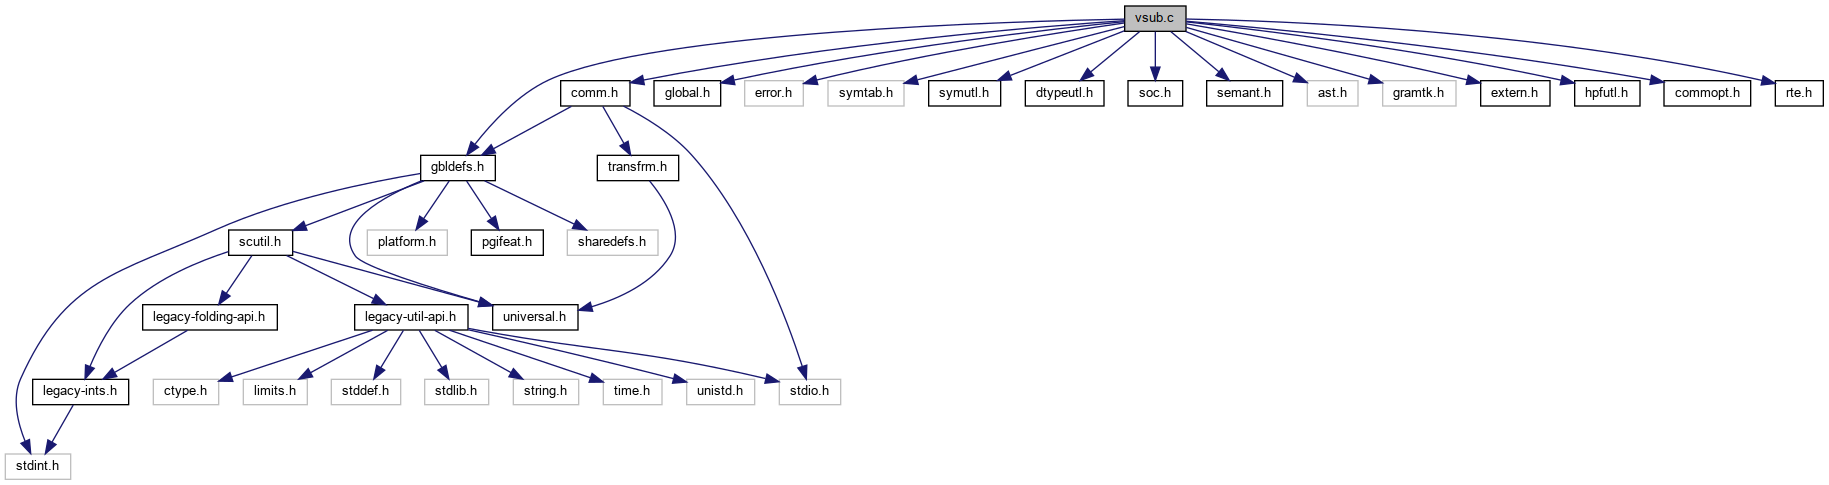 vsub.c
comm.h
global.h
error.h
symtab.h
symutl.h
dtypeutl.h
soc.h
semant.h
ast.h
gramtk.h
extern.h
hpfutl.h
commopt.h
rte.h
gbldefs.h
transfrm.h
scutil.h
platform.h
pgifeat.h
sharedefs.h
legacy-folding-api.h
legacy-util-api.h
universal.h
legacy-ints.h
ctype.h
limits.h
stddef.h
stdlib.h
string.h
time.h
unistd.h
stdio.h
stdint.h